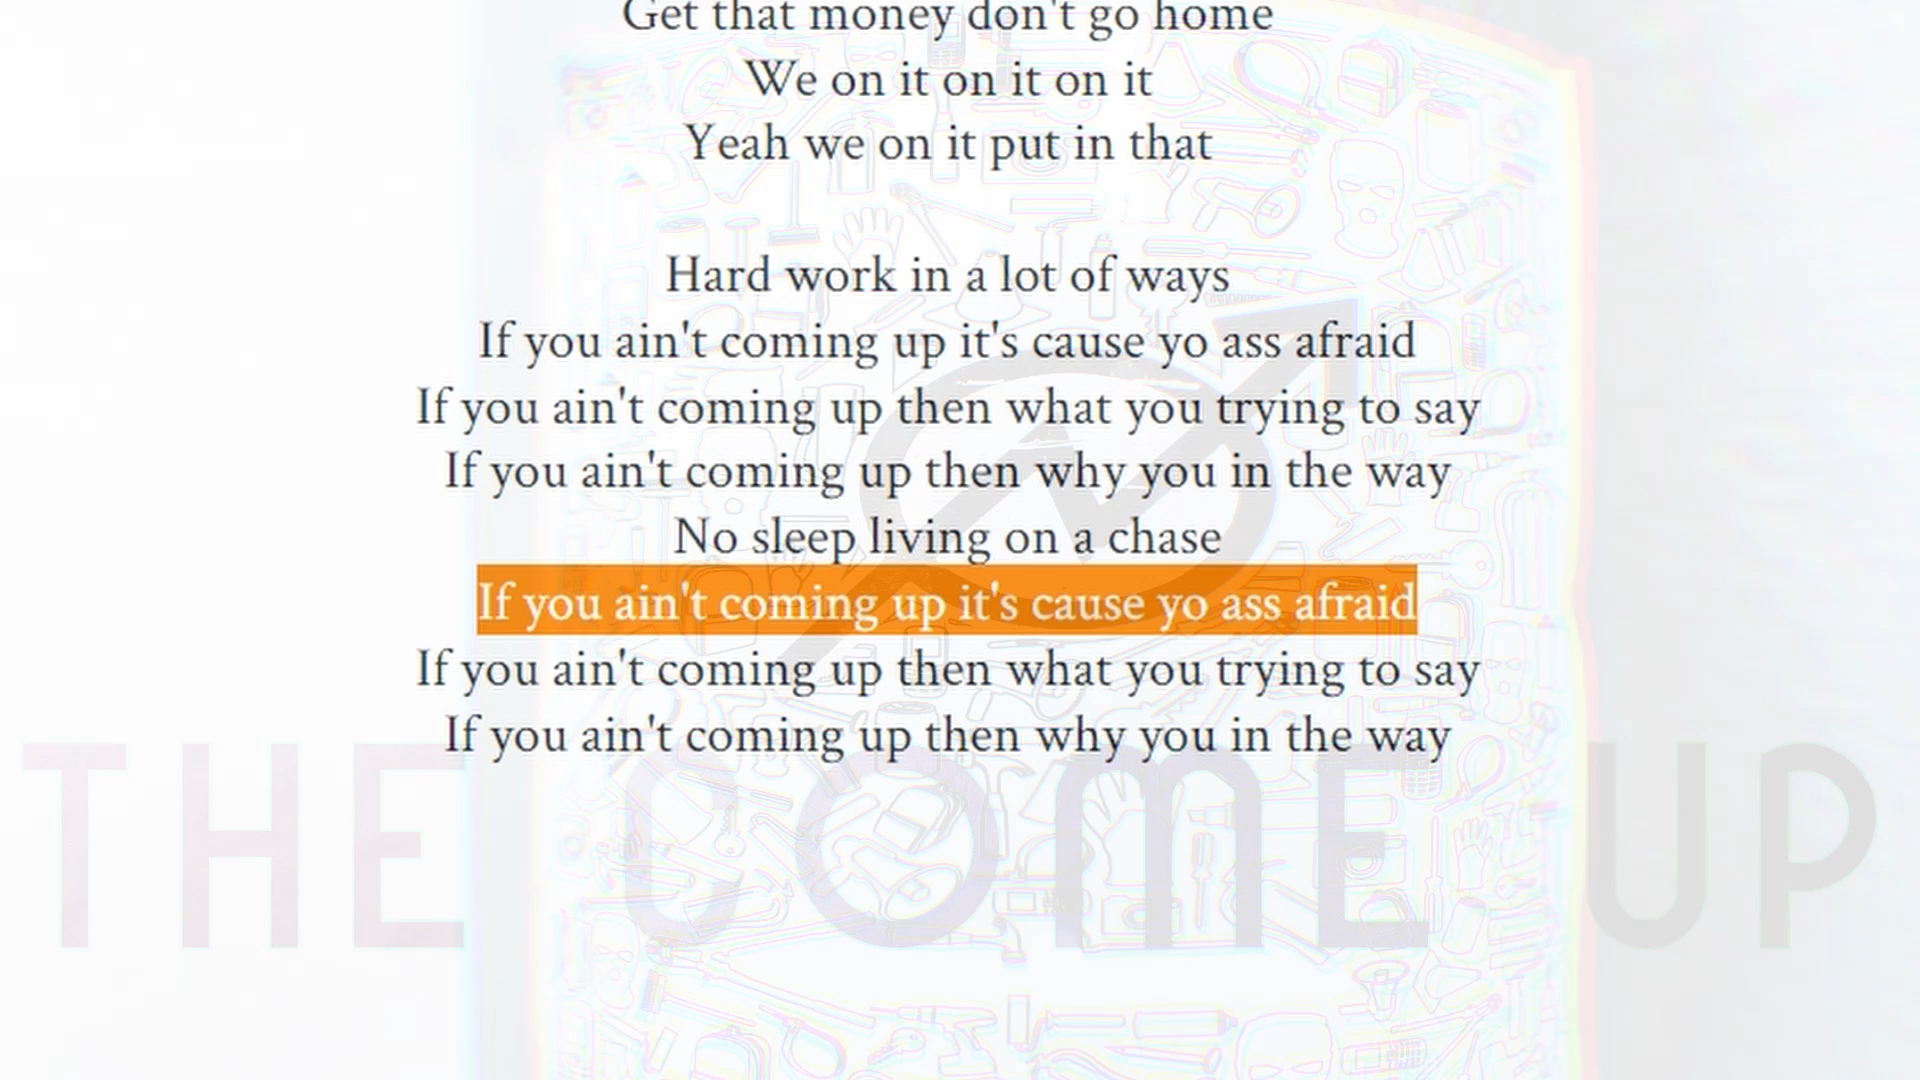 Get that money don't go home
We on it on it on it
Yeah we on it put in that
Hard work in a lot of ways
If you ain't coming up it's cause yo ass afraid
If you ain't coming up then what you trying to say
If you ain't coming up then why you in the way
No sleep living on a chase
If you ain't coming up it's cause yo ass afraid
If you ain't coming up then what you trying to say
If you ain't coming up then why you in the way
THE COME UP